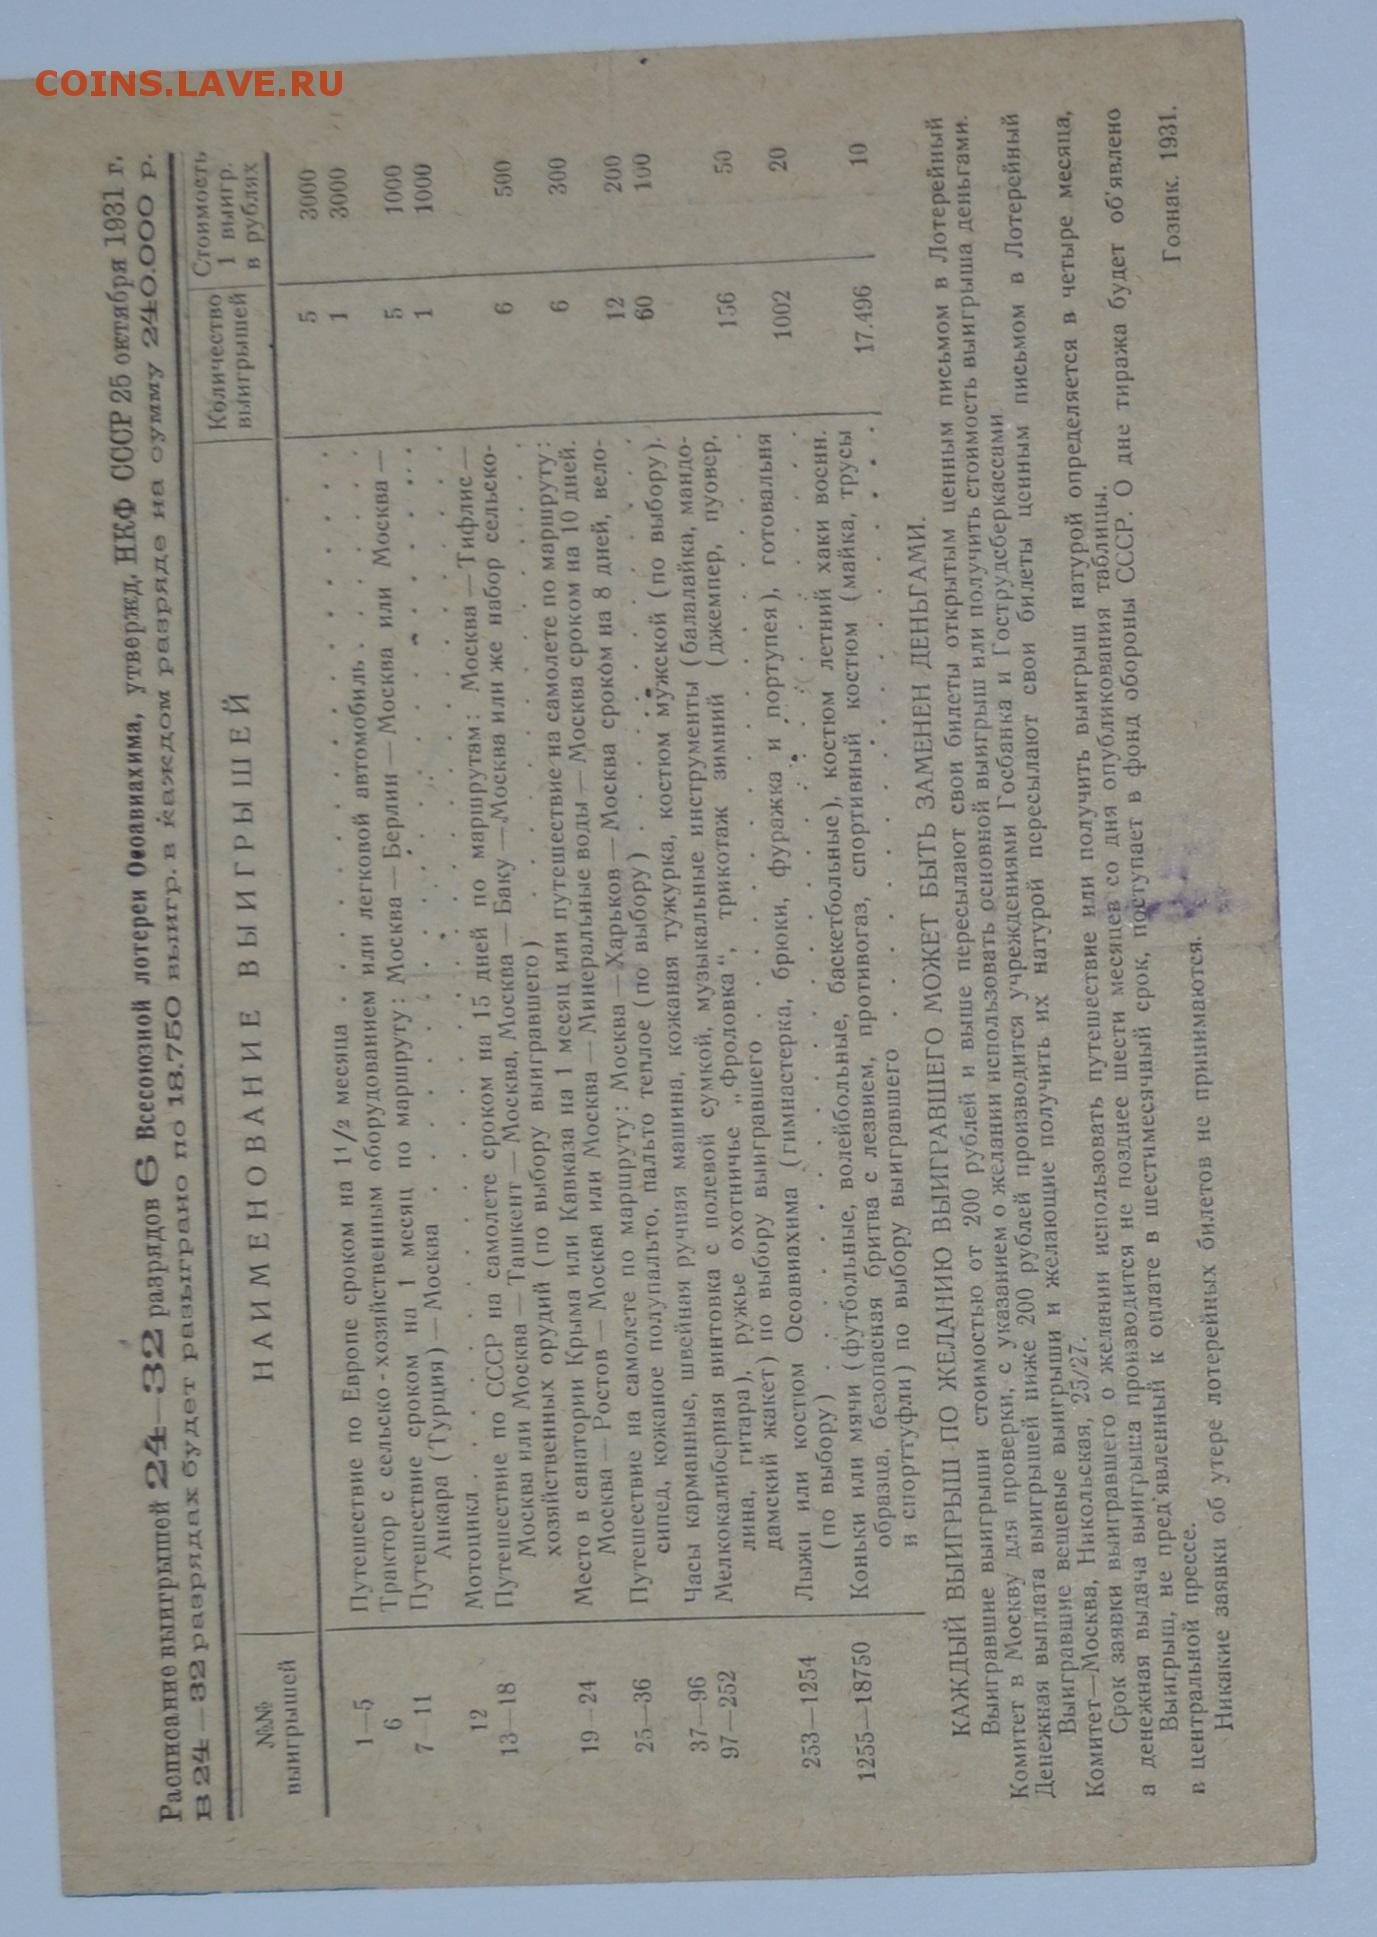 COINS.LAVE.RU
Расписание выигрышей 24—32 разрядов 6 Всесоюзной лотереи Осоавиахима, утвержд. НКФ СССР 25 октября 1931 г.
В 24—32 разрядах будет разыграно по 18.750 выигр. в каждом разряде на сумму 240.000 р.
№№ выигрышей | НАИМЕНОВАНИЕ ВЫИГРЫШЕЙ | Количество выигрышей | Стоимость 1 выигр. в рублях
1—5 Путешествие по Европе сроком на 1 1/2 месяца . . . . . . . . . . 5 3000
6 Трактор с сельско-хозяйственным оборудованием или легковой автомобиль . . . . . 1 3000
7—11 Путешествие сроком на 1 месяц по маршруту: Москва—Берлин—Москва или Москва—
Анкара (Турция)—Москва . . . . . . . . . . 5 1000
12 Мотоцикл . . . . . . . . . . 1 1000
13—18 Путешествие по СССР на самолете сроком на 15 дней по маршрутам: Москва—Тифлис—
Москва или Москва—Ташкент—Москва, Москва—Баку—Москва или же набор сельско-
хозяйственных орудий (по выбору выигравшего) . . . . . . . . 6 500
19—24 Место в санатории Крыма или Кавказа на 1 месяц или путешествие на самолете по маршруту:
Москва—Ростов—Москва или Москва—Минеральные воды—Москва сроком на 10 дней. 6 300
25—36 Путешествие на самолете по маршруту: Москва—Харьков—Москва сроком на 8 дней, вело-
сипед, кожаное полупальто, пальто теплое (по выбору) . . . . . . . 12 200
37—96 Часы карманные, швейная ручная машина, кожаная тужурка, костюм мужской (по выбору). 60 100
97—252 Мелкокалиберная винтовка с полевой сумкой, музыкальные инструменты (балалайка, мандо-
лина, гитара), ружье охотничье „Фроловка“, трикотаж зимний (джемпер, пуовер,
дамский жакет) по выбору выигравшего . . . . . . . . . 156 50
253—1254 Лыжи или костюм Осоавиахима (гимнастерка, брюки, фуражка и портупея), готовальня
(по выбору) . . . . . . . . . . 1002 20
1255—18750 Коньки или мячи (футбольные, волейбольные, баскетбольные), костюм летний хаки воен.
образца, безопасная бритва с лезвием, противогаз, спортивный костюм (майка, трусы
и спортуфли) по выбору выигравшего . . . . . . . . . 17.496 10
КАЖДЫЙ ВЫИГРЫШ ПО ЖЕЛАНИЮ ВЫИГРАВШЕГО МОЖЕТ БЫТЬ ЗАМЕНЕН ДЕНЬГАМИ.
Выигравшие выигрыши стоимостью от 200 рублей и выше пересылают свои билеты открытым ценным письмом в Лотерейный
Комитет в Москву для проверки, с указанием о желании использовать основной выигрыш или получить стоимость выигрыша деньгами.
Денежная выплата выигрышей ниже 200 рублей производится учреждениями Госбанка и Гострудсберкассами
Выигравшие вещевые выигрыши и желающие получить их натурой пересылают свои билеты ценным письмом в Лотерейный
Комитет—Москва, Никольская, 25/27.
Срок заявки выигравшего о желании использовать путешествие или получить выигрыш натурой определяется в четыре месяца,
а денежная выдача выигрыша производится не позднее шести месяцев со дня опубликования таблицы.
Выигрыш, не пред'явленный к оплате в шестимесячный срок, поступает в фонд обороны СССР. О дне тиража будет об'явлено
в центральной прессе.
Никакие заявки об утере лотерейных билетов не принимаются.
Гознак. 1931.